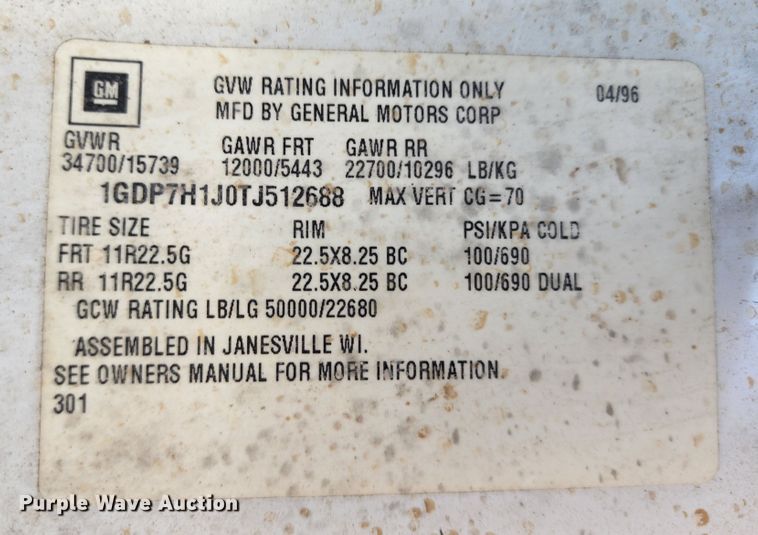 GM
GVW RATING INFORMATION ONLY
MFD BY GENERAL MOTORS CORP
04/96
GVWR GAWR FRT GAWR RR
34700/15739 12000/5443 22700/10296 LB/KG
1GDP7H1J0TJ512688 MAX VERT CG=70
TIRE SIZE RIM PSI/KPA COLD
FRT 11R22.5G 22.5X8.25 BC 100/690
RR 11R22.5G 22.5X8.25 BC 100/690 DUAL
GCW RATING LB/LG 50000/22680
ASSEMBLED IN JANESVILLE WI.
SEE OWNERS MANUAL FOR MORE INFORMATION.
301
Purple Wave Auction